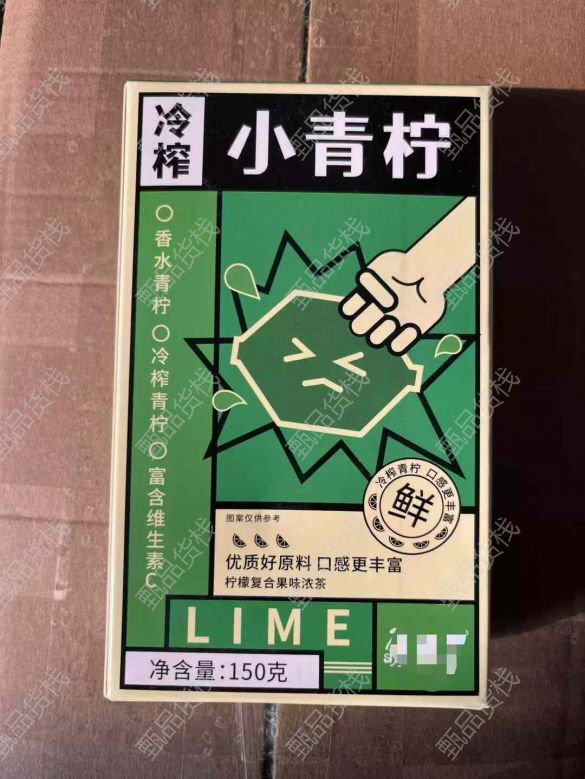 冷榨
小青柠
香水青柠 冷榨青柠 富含维生素C
冷榨青柠 口感更丰富
鲜
图案仅供参考
优质好原料 口感更丰富
柠檬复合果味浓茶
LIME
净含量:150克
甄品货栈